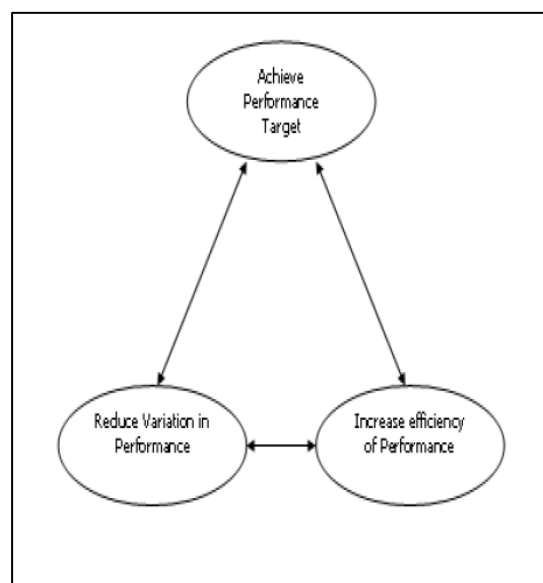 Achieve
Performance
Target
Reduce Variation in
Performance
Increase efficiency
of Performance